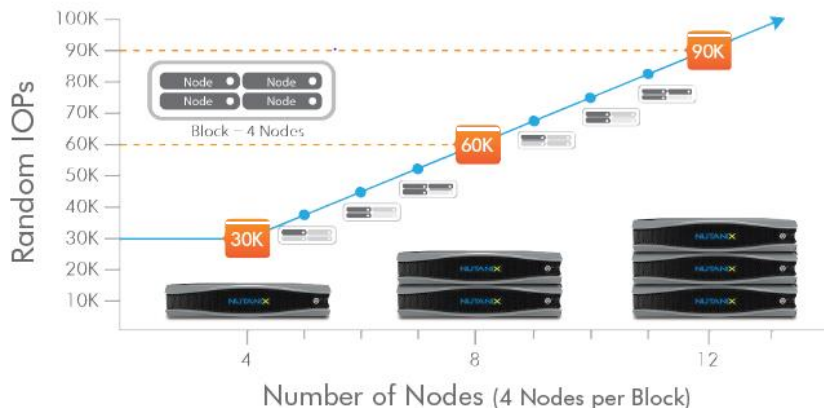 100K
90K
80K
70K
60K
50K
40K
30K
20K
10K
Random IOPs
Node Node
Node Node
Block – 4 Nodes
30K
60K
90K
NUTANIX
NUTANIX
NUTANIX
NUTANIX
NUTANIX
NUTANIX
4 8 12
Number of Nodes (4 Nodes per Block)